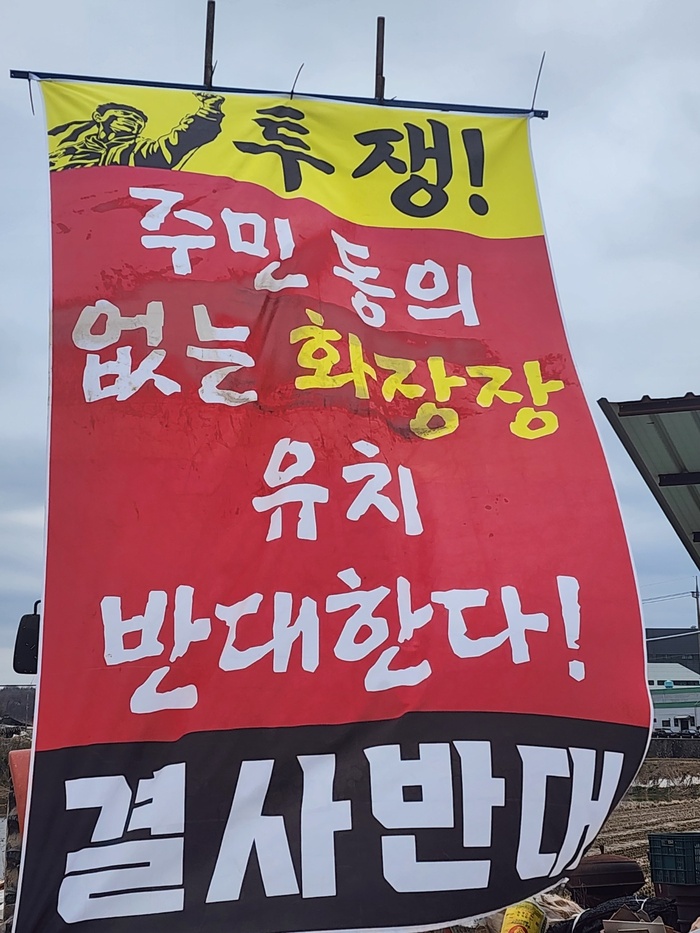 투쟁!
주민 동의
없는 화장장
유치
반대한다!
결사반대